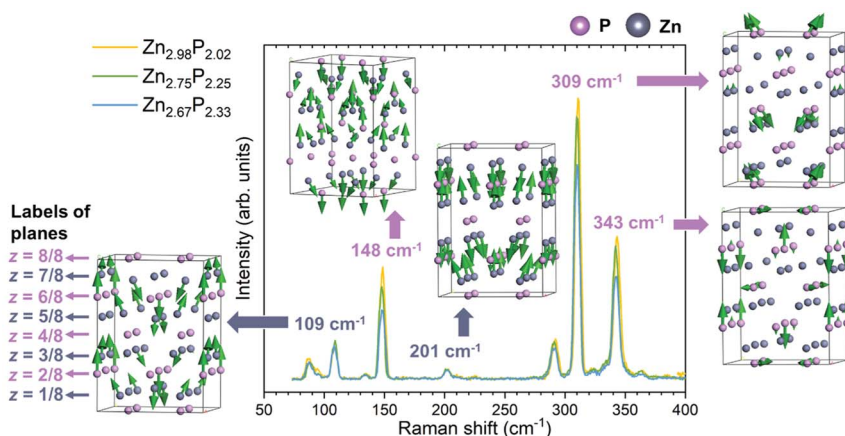 Zn₂.₉₈P₂.₀₂
Zn₂.₇₅P₂.₂₅
Zn₂.₆₇P₂.₃₃
P Zn
309 cm⁻¹
343 cm⁻¹
148 cm⁻¹
201 cm⁻¹
109 cm⁻¹
Labels of
planes
z = 8/8
z = 7/8
z = 6/8
z = 5/8
z = 4/8
z = 3/8
z = 2/8
z = 1/8
Intensity (arb. units)
50 100 150 200 250 300 350 400
Raman shift (cm⁻¹)